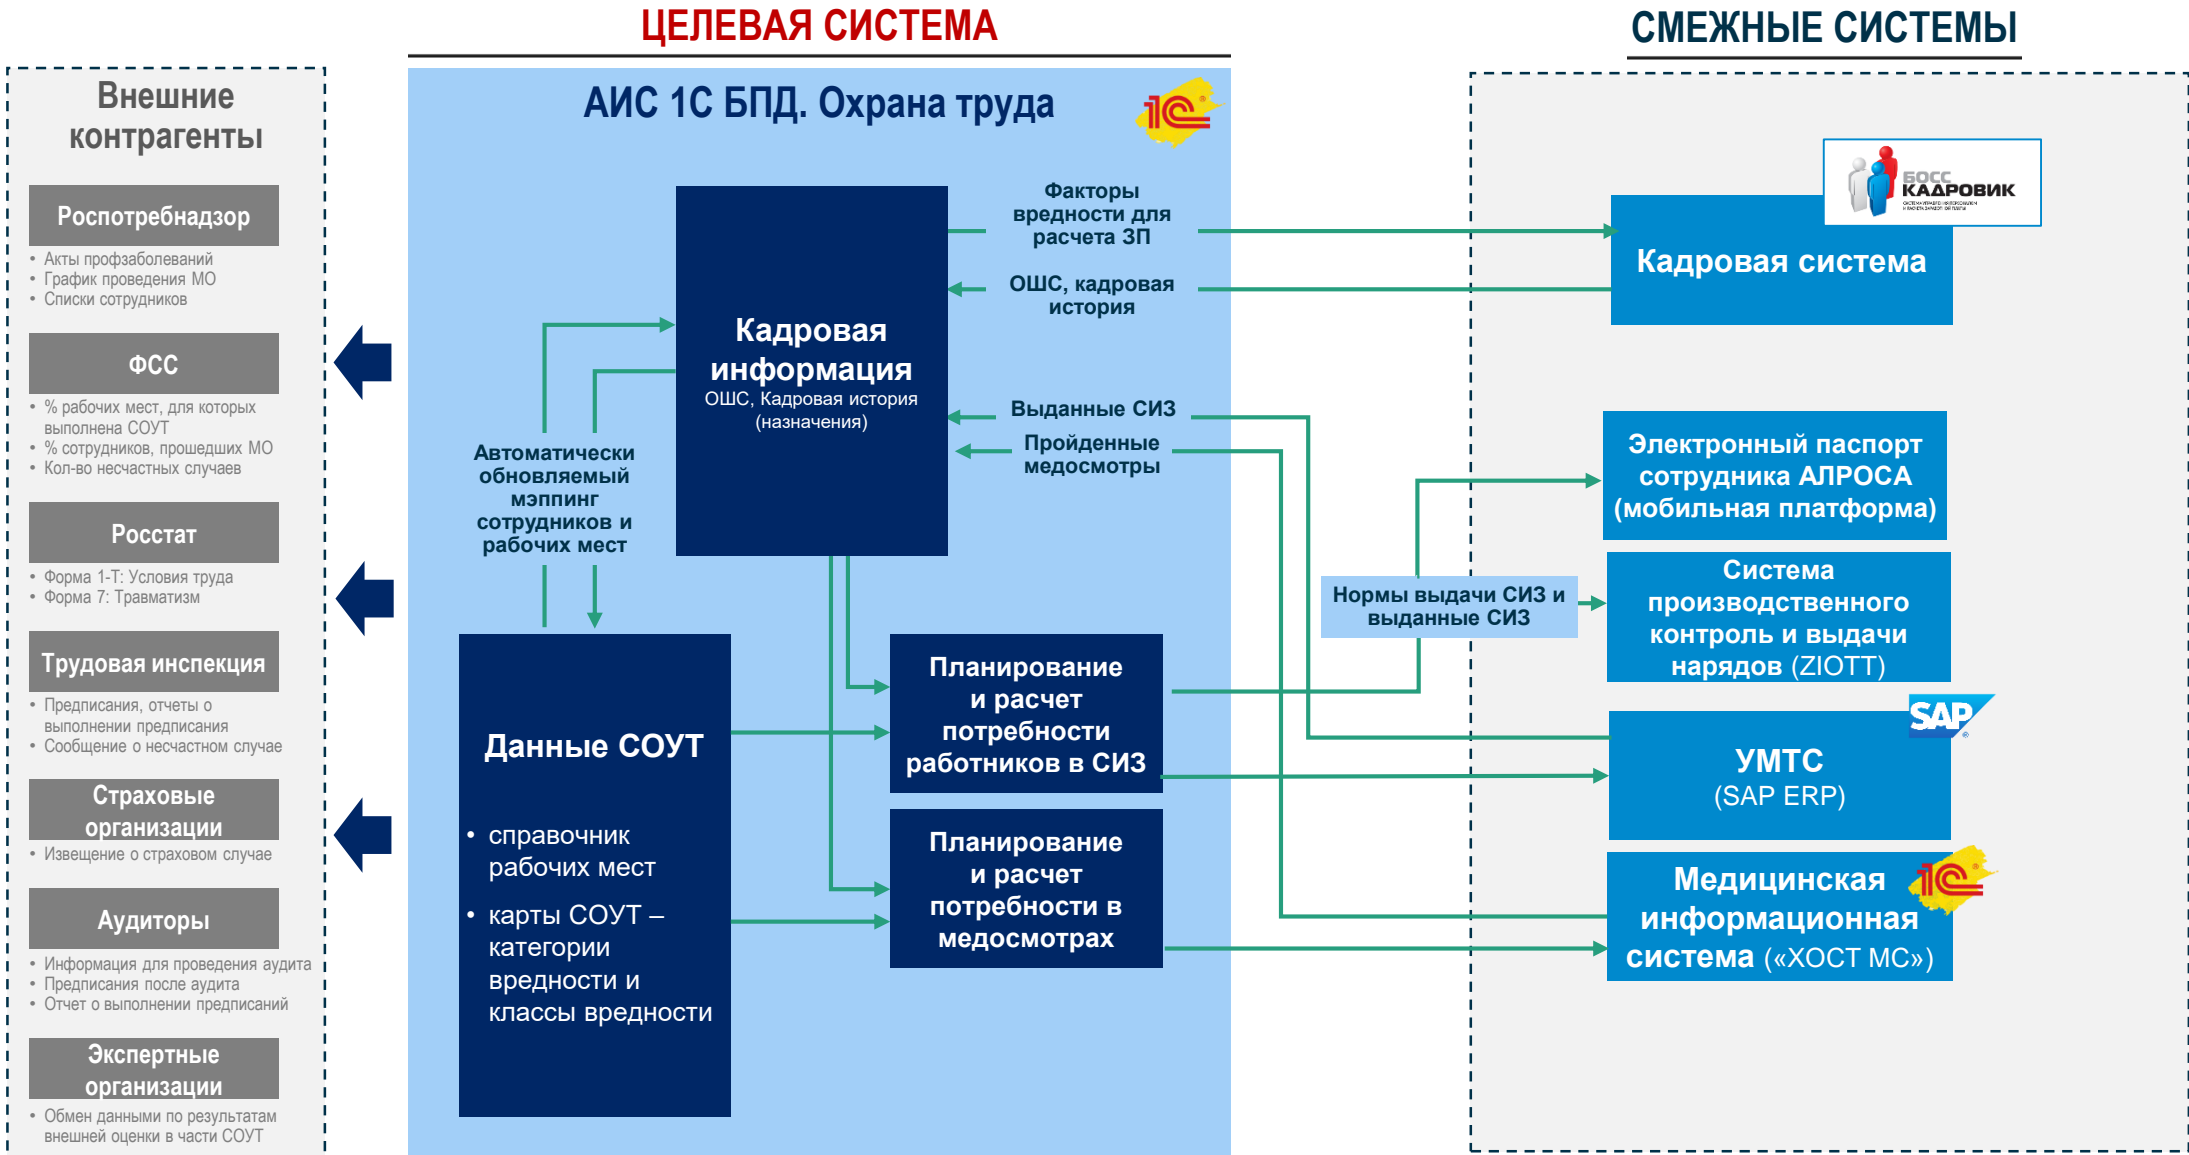 ЦЕЛЕВАЯ СИСТЕМА
СМЕЖНЫЕ СИСТЕМЫ
Внешние
контрагенты
Роспотребнадзор
• Акты профзаболеваний
• График проведения МО
• Списки сотрудников
ФСС
• % рабочих мест, для которых
выполнена СОУТ
• % сотрудников, прошедших МО
• Кол-во несчастных случаев
Росстат
• Форма 1-Т: Условия труда
• Форма 7: Травматизм
Трудовая инспекция
• Предписания, отчеты о
выполнении предписания
• Сообщение о несчастном случае
Страховые
организации
• Извещение о страховом случае
Аудиторы
• Информация для проведения аудита
• Предписания после аудита
• Отчет о выполнении предписаний
Экспертные
организации
• Обмен данными по результатам
внешней оценки в части СОУТ
АИС 1С БПД. Охрана труда
1С
Кадровая
информация
ОШС, Кадровая история
(назначения)
Факторы
вредности для
расчета ЗП
ОШС, кадровая
история
Выданные СИЗ
Пройденные
медосмотры
Автоматически
обновляемый
мэппинг
сотрудников и
рабочих мест
Данные СОУТ
• справочник
рабочих мест
• карты СОУТ –
категории
вредности и
классы вредности
Планирование
и расчет
потребности
работников в СИЗ
Планирование
и расчет
потребности в
медосмотрах
Нормы выдачи СИЗ и
выданные СИЗ
БОСС
КАДРОВИК
Кадровая система
Электронный паспорт
сотрудника АЛРОСА
(мобильная платформа)
Система
производственного
контроль и выдачи
нарядов (ZIOTT)
SAP
УМТС
(SAP ERP)
1С
Медицинская
информационная
система («ХОСТ МС»)